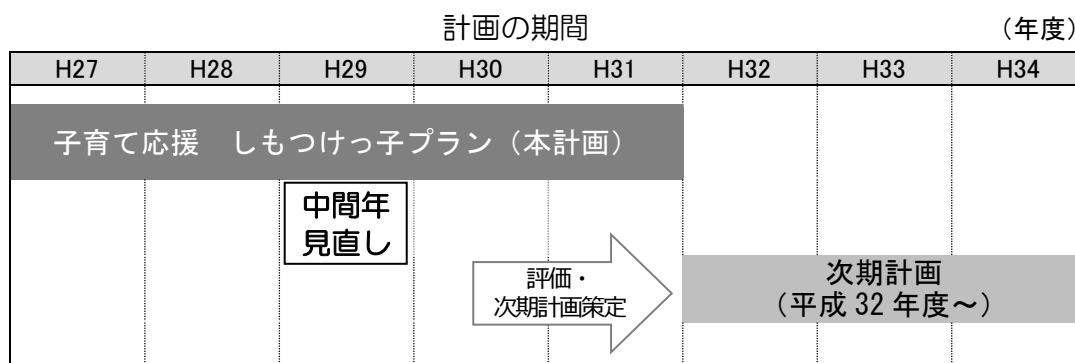 計画の期間 （年度）
H27 H28 H29 H30 H31 H32 H33 H34
子育て応援　しもつけっ子プラン（本計画）
中間年
見直し
評価・
次期計画策定
次期計画
（平成 32 年度～）